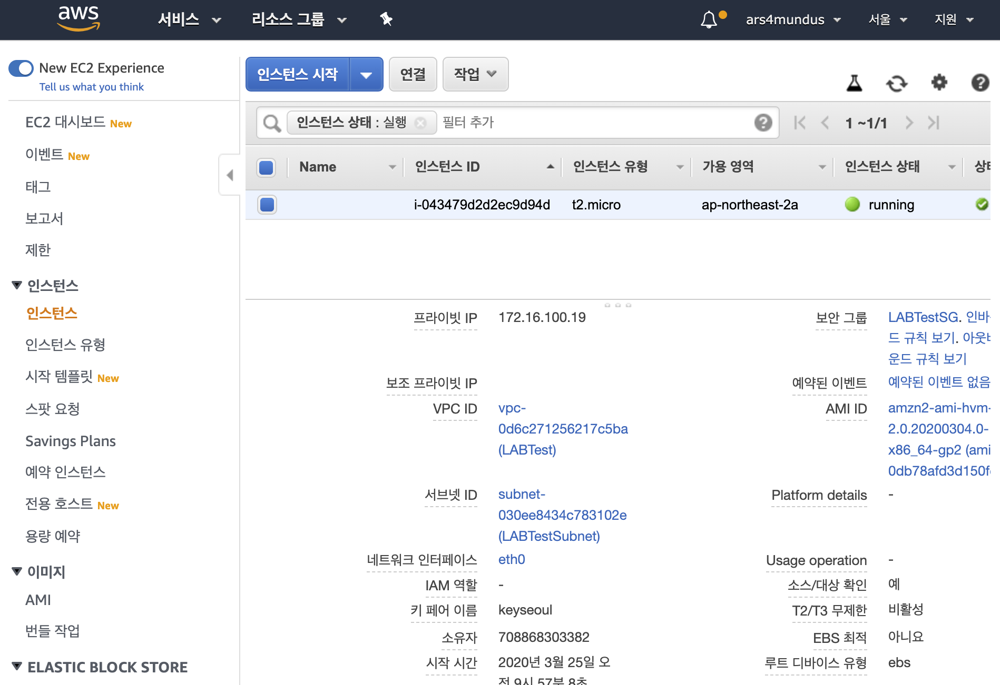 aws 서비스 리소스 그룹 ars4mundus 서울 지원
New EC2 Experience
Tell us what you think
EC2 대시보드 New
이벤트 New
태그
보고서
제한
인스턴스
인스턴스
인스턴스 유형
시작 템플릿 New
스팟 요청
Savings Plans
예약 인스턴스
전용 호스트 New
용량 예약
이미지
AMI
번들 작업
ELASTIC BLOCK STORE
인스턴스 시작 연결 작업
인스턴스 상태 : 실행 필터 추가 1 ~1/1
Name 인스턴스 ID 인스턴스 유형 가용 영역 인스턴스 상태
i-043479d2d2ec9d94d t2.micro ap-northeast-2a running
프라이빗 IP 172.16.100.19
보조 프라이빗 IP
VPC ID vpc-
0d6c271256217c5ba
(LABTest)
서브넷 ID subnet-
030ee8434c783102e
(LABTestSubnet)
네트워크 인터페이스 eth0
IAM 역할 -
키 페어 이름 keyseoul
소유자 708868303382
시작 시간 2020년 3월 25일 오
전 9시 57분 8초
보안 그룹 LABTestSG. 인바
드 규칙 보기. 아웃바
운드 규칙 보기
예약된 이벤트 예약된 이벤트 없음
AMI ID amzn2-ami-hvm-
2.0.20200304.0-
x86_64-gp2 (ami
0db78afd3d150f
Platform details -
Usage operation -
소스/대상 확인 예
T2/T3 무제한 비활성
EBS 최적 아니요
루트 디바이스 유형 ebs